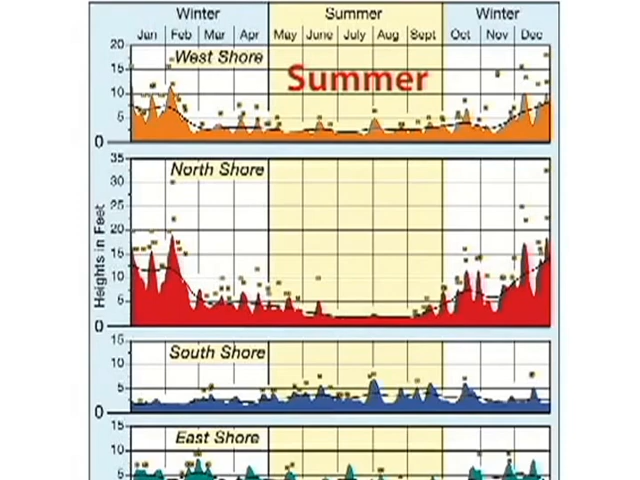 Winter Summer Winter
Jan Feb Mar Apr May June July Aug Sept Oct Nov Dec
20
West Shore
Summer
15
10
5
0
35
North Shore
30
25
20
15
10
5
0
Heights in Feet
15
South Shore
10
5
0
15
East Shore
10
5